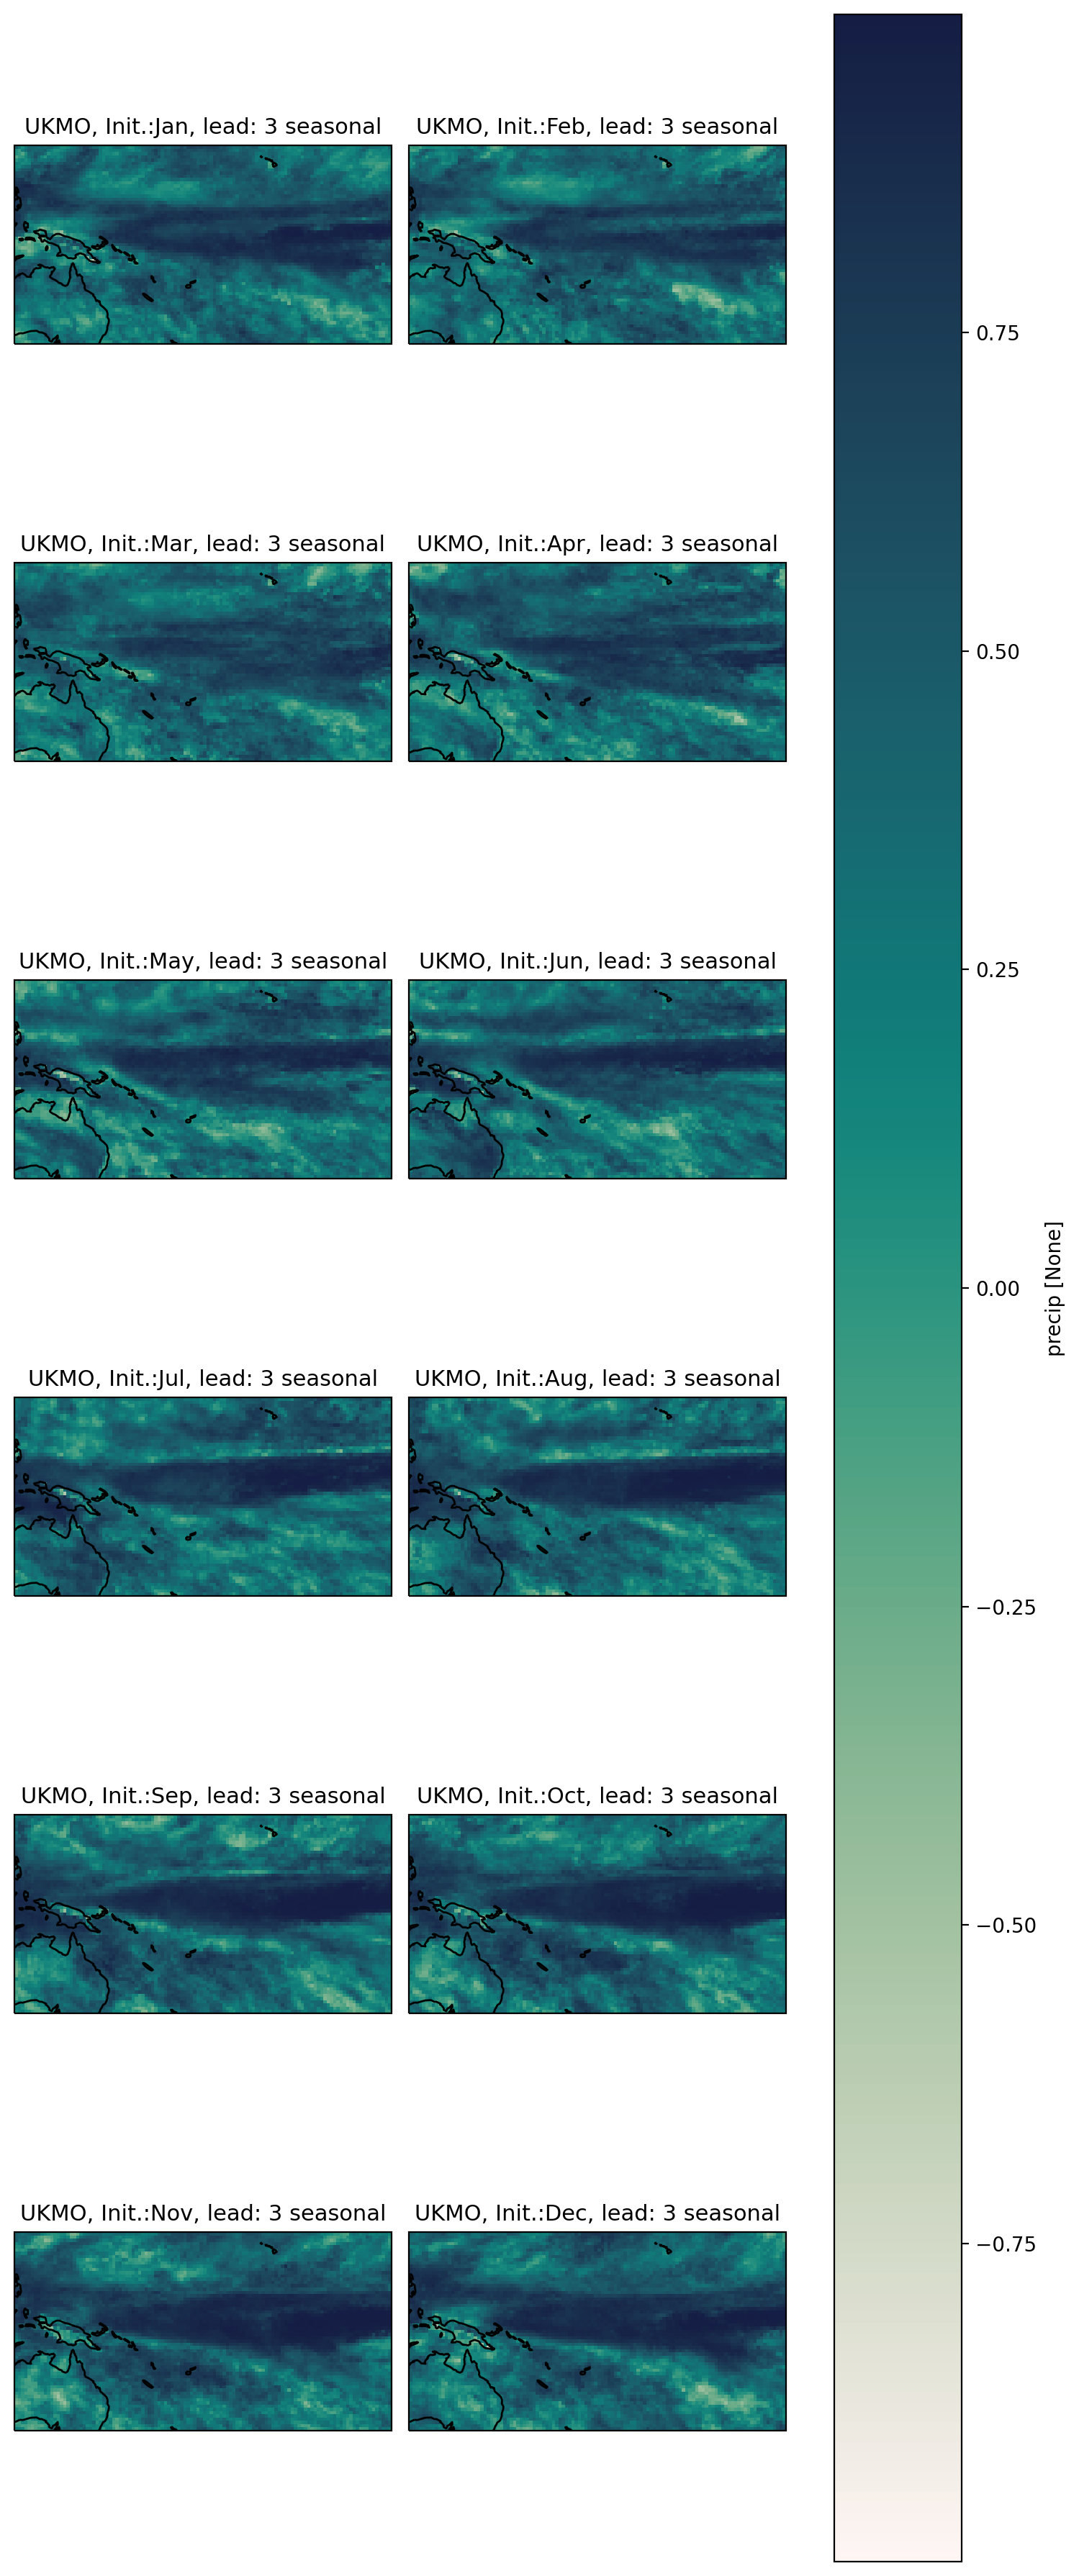 UKMO, Init.:Jan, lead: 3 seasonal
UKMO, Init.:Feb, lead: 3 seasonal
UKMO, Init.:Mar, lead: 3 seasonal
UKMO, Init.:Apr, lead: 3 seasonal
UKMO, Init.:May, lead: 3 seasonal
UKMO, Init.:Jun, lead: 3 seasonal
UKMO, Init.:Jul, lead: 3 seasonal
UKMO, Init.:Aug, lead: 3 seasonal
UKMO, Init.:Sep, lead: 3 seasonal
UKMO, Init.:Oct, lead: 3 seasonal
UKMO, Init.:Nov, lead: 3 seasonal
UKMO, Init.:Dec, lead: 3 seasonal
0.75
0.50
0.25
0.00
−0.25
−0.50
−0.75
precip [None]